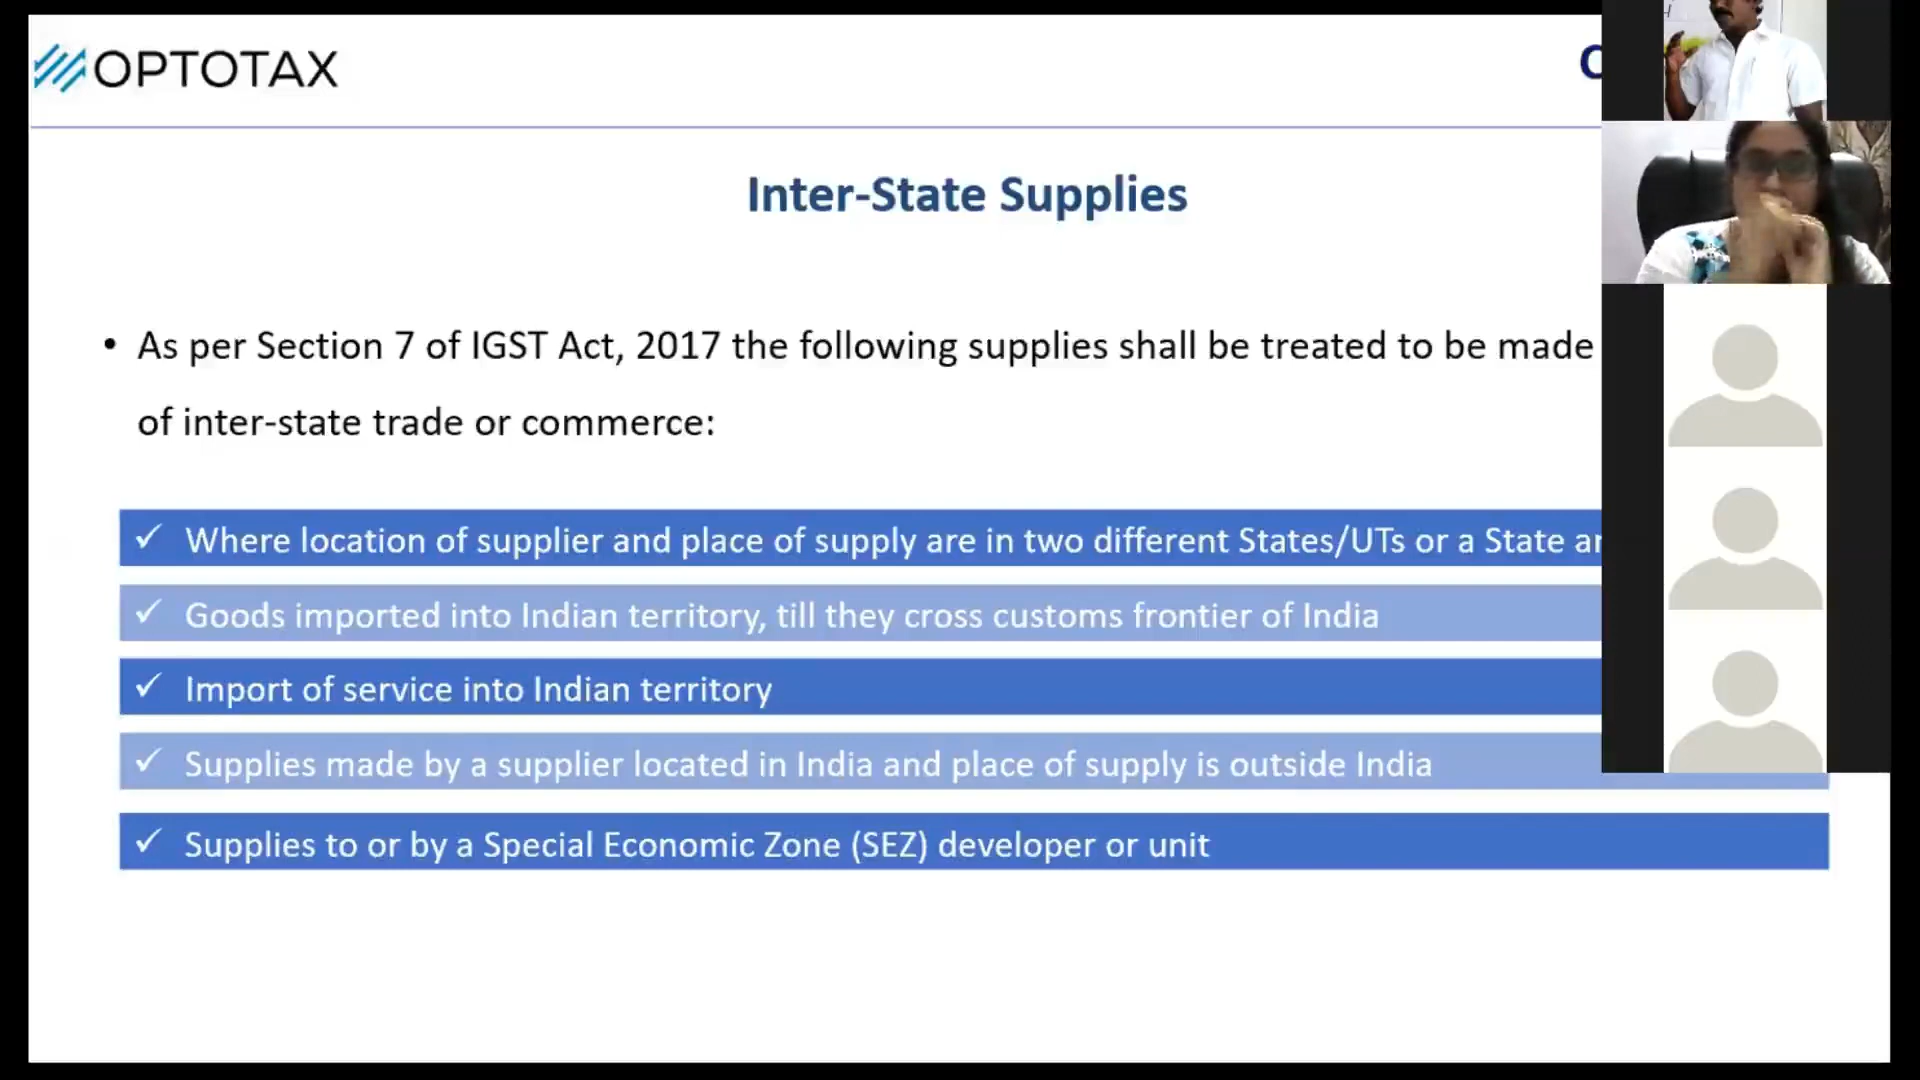 OPTOTAX
Inter-State Supplies
• As per Section 7 of IGST Act, 2017 the following supplies shall be treated to be made
of inter-state trade or commerce:
✓ Where location of supplier and place of supply are in two different States/UTs or a State
✓ Goods imported into Indian territory, till they cross customs frontier of India
✓ Import of service into Indian territory
✓ Supplies made by a supplier located in India and place of supply is outside India
✓ Supplies to or by a Special Economic Zone (SEZ) developer or unit